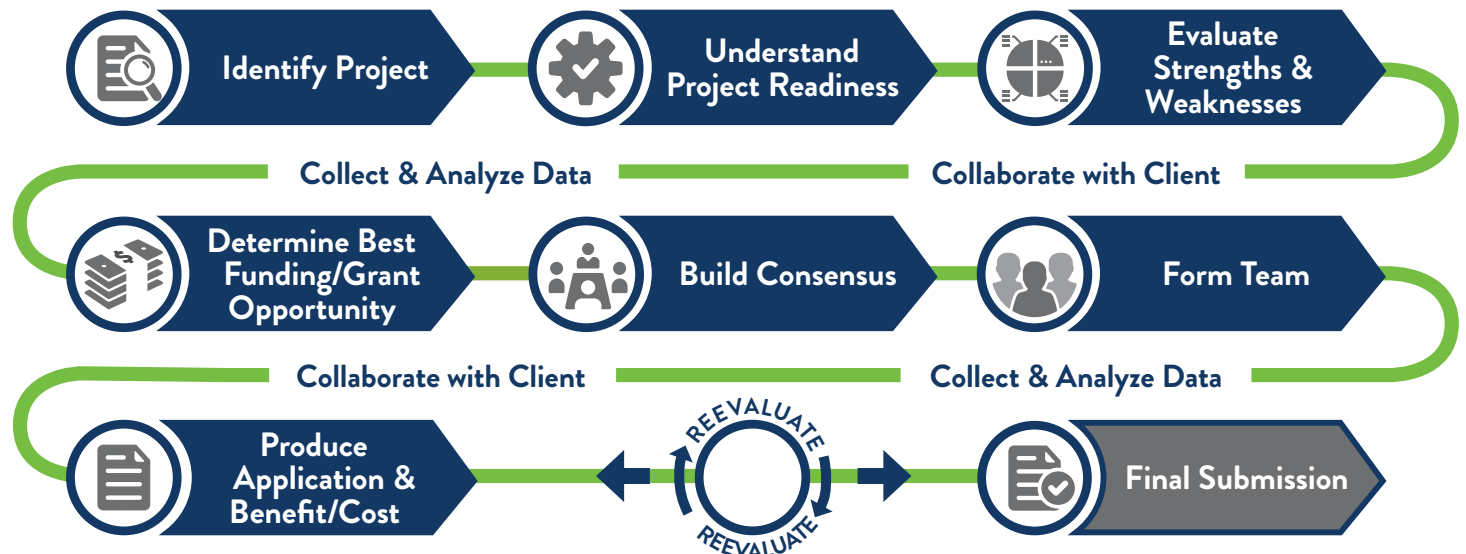 Identify Project
Understand
Project Readiness
Evaluate
Strengths &
Weaknesses
Collaborate with Client
Collect & Analyze Data
Determine Best
Funding/Grant
Opportunity
$
Build Consensus
Form Team
Collect & Analyze Data
Collaborate with Client
Produce
Application &
Benefit/Cost
REEVALUATE
REEVALUATE
Final Submission